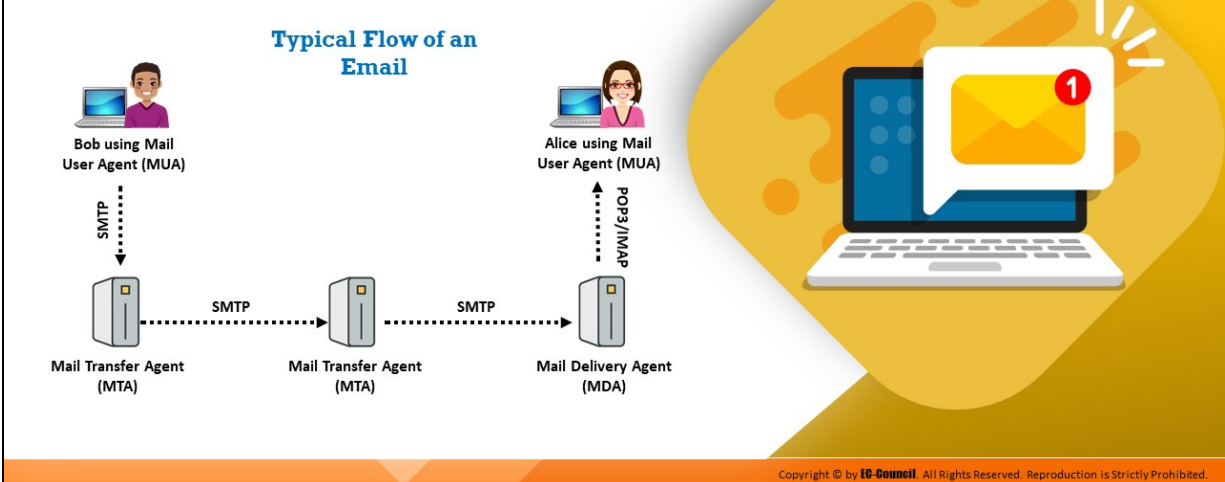 Typical Flow of an
Email
Bob using Mail
User Agent (MUA)
Alice using Mail
User Agent (MUA)
SMTP
POP3/IMAP
SMTP
SMTP
Mail Transfer Agent
(MTA)
Mail Transfer Agent
(MTA)
Mail Delivery Agent
(MDA)
1
Copyright © by EC-Council. All Rights Reserved. Reproduction is Strictly Prohibited.